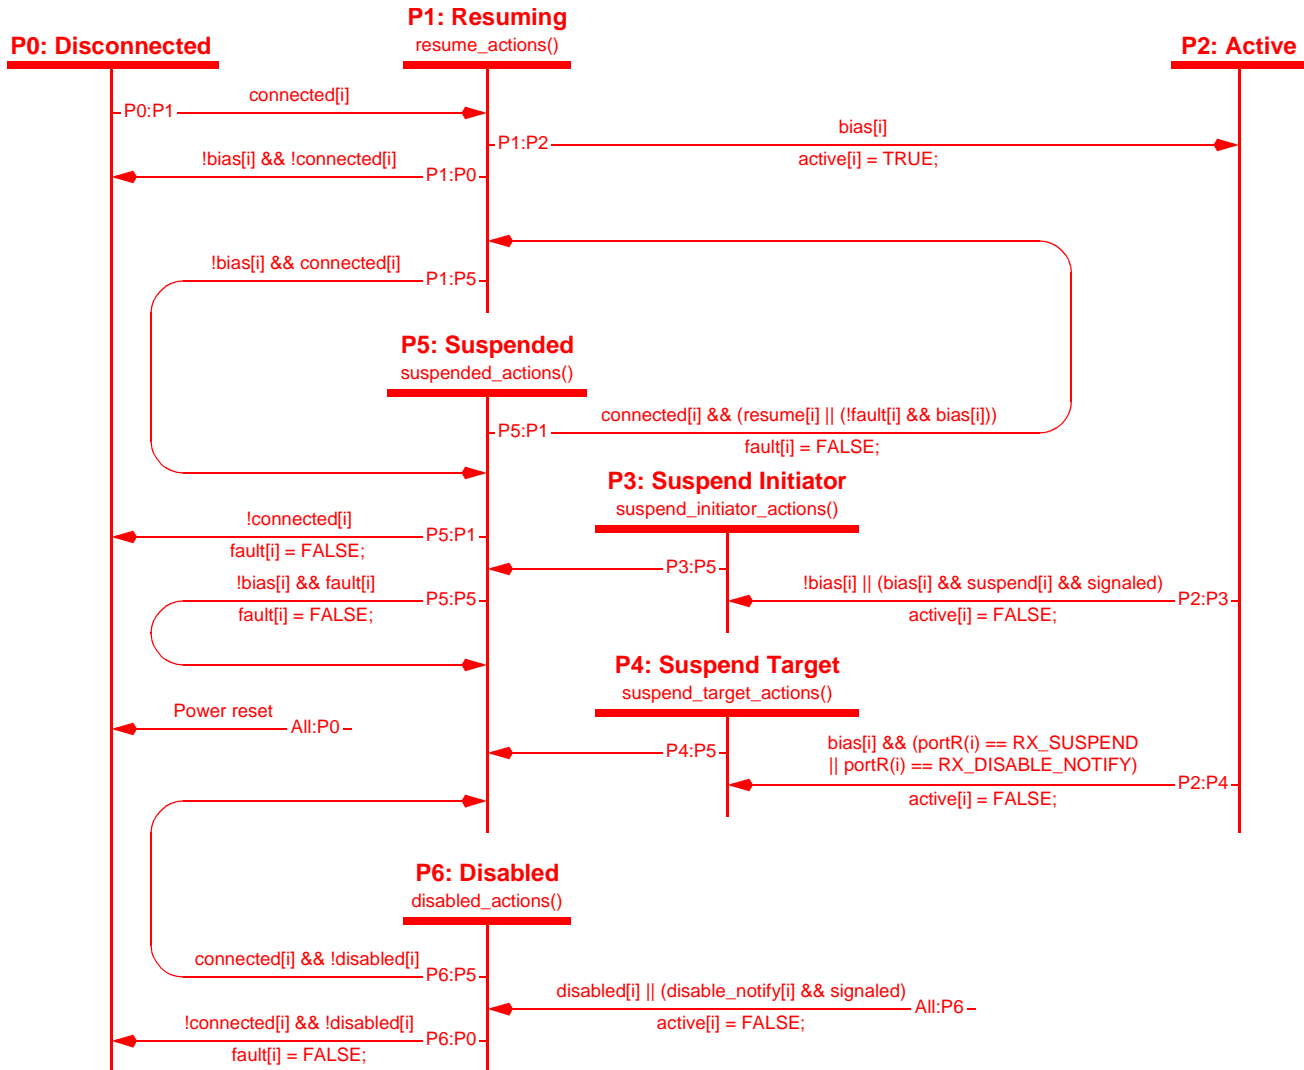 P1: Resuming
P0: Disconnected
resume_actions()
P2: Active
connected[i]
P0:P1
bias[i]
P1:P2
active[i] = TRUE;
!bias[i] && !connected[i]
P1:P0
!bias[i] && connected[i]
P1:P5
P5: Suspended
suspended_actions()
connected[i] && (resume[i] || (!fault[i] && bias[i]))
P5:P1
fault[i] = FALSE;
P3: Suspend Initiator
suspend_initiator_actions()
!connected[i]
P5:P1
fault[i] = FALSE;
P3:P5
!bias[i] && fault[i]
P5:P5
fault[i] = FALSE;
!bias[i] || (bias[i] && suspend[i] && signaled)
P2:P3
active[i] = FALSE;
P4: Suspend Target
suspend_target_actions()
Power reset
All:P0
P4:P5
bias[i] && (portR(i) == RX_SUSPEND
|| portR(i) == RX_DISABLE_NOTIFY)
P2:P4
active[i] = FALSE;
P6: Disabled
disabled_actions()
connected[i] && !disabled[i]
P6:P5
disabled[i] || (disable_notify[i] && signaled)
All:P6
active[i] = FALSE;
!connected[i] && !disabled[i]
P6:P0
fault[i] = FALSE;